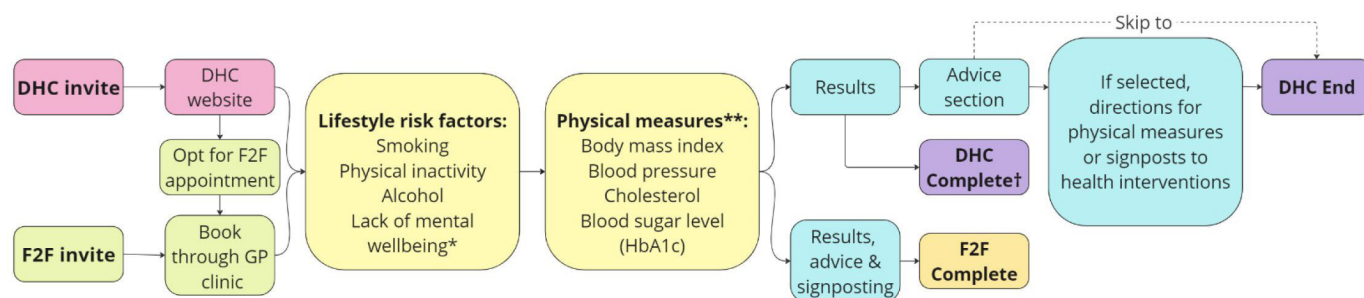 Skip to
DHC invite
DHC
website
Opt for F2F
appointment
F2F invite
Book
through GP
clinic
Lifestyle risk factors:
Smoking
Physical inactivity
Alcohol
Lack of mental
wellbeing*
Physical measures**:
Body mass index
Blood pressure
Cholesterol
Blood sugar level
(HbA1c)
Results
Advice
section
DHC
Complete†
Results,
advice &
signposting
F2F
Complete
If selected,
directions for
physical measures
or signposts to
health interventions
DHC End